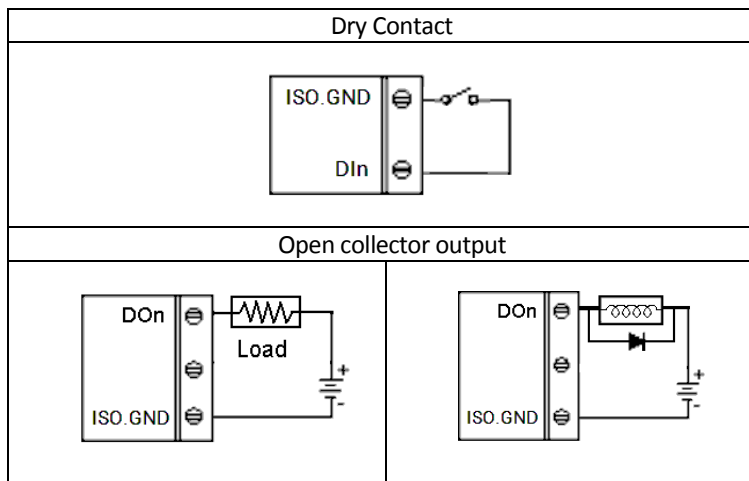 Dry Contact
ISO.GND
DIn
Open collector output
DOn
Load
+
-
ISO.GND
DOn
+
-
ISO.GND